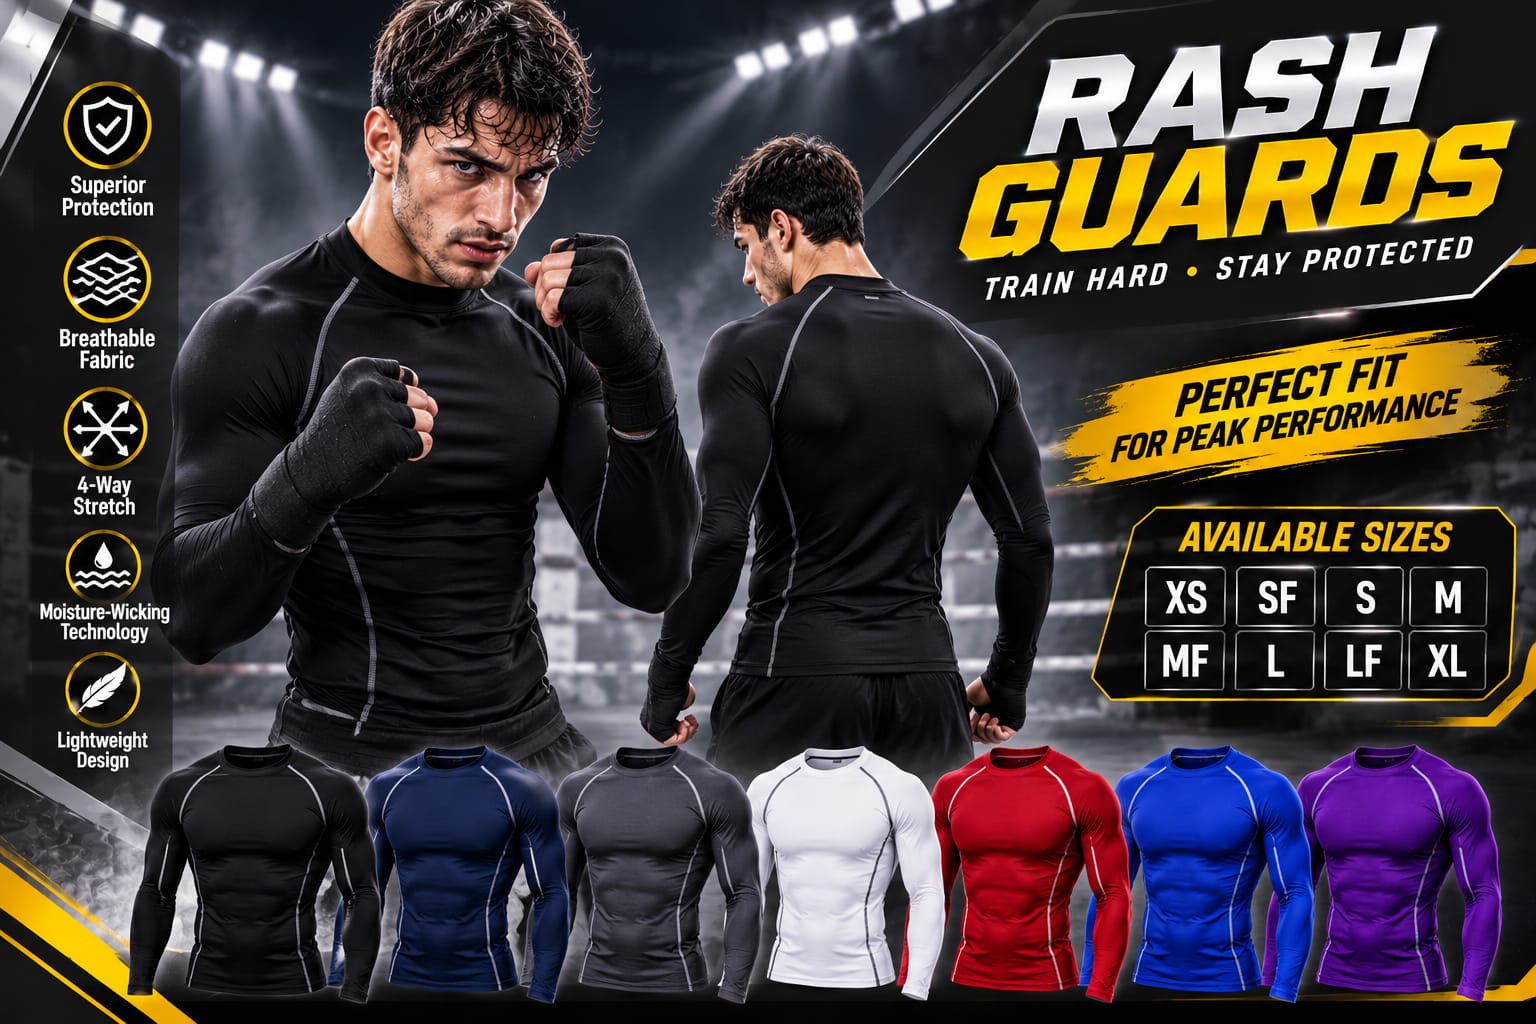 RASH
GUARDS
TRAIN HARD • STAY PROTECTED
PERFECT FIT
FOR PEAK PERFORMANCE
AVAILABLE SIZES
XS SF S M
MF L LF XL
Superior
Protection
Breathable
Fabric
4-Way
Stretch
Moisture-Wicking
Technology
Lightweight
Design